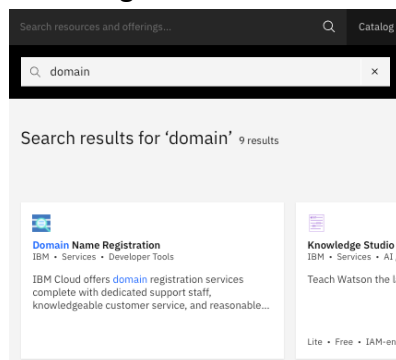 Search resources and offerings...
Catalog
domain
Search results for ‘domain’ 9 results
Domain Name Registration
IBM • Services • Developer Tools
IBM Cloud offers domain registration services
complete with dedicated support staff,
knowledgeable customer service, and reasonable...
Knowledge Studio
IBM • Services • AI
Teach Watson the
Lite • Free • IAM-en